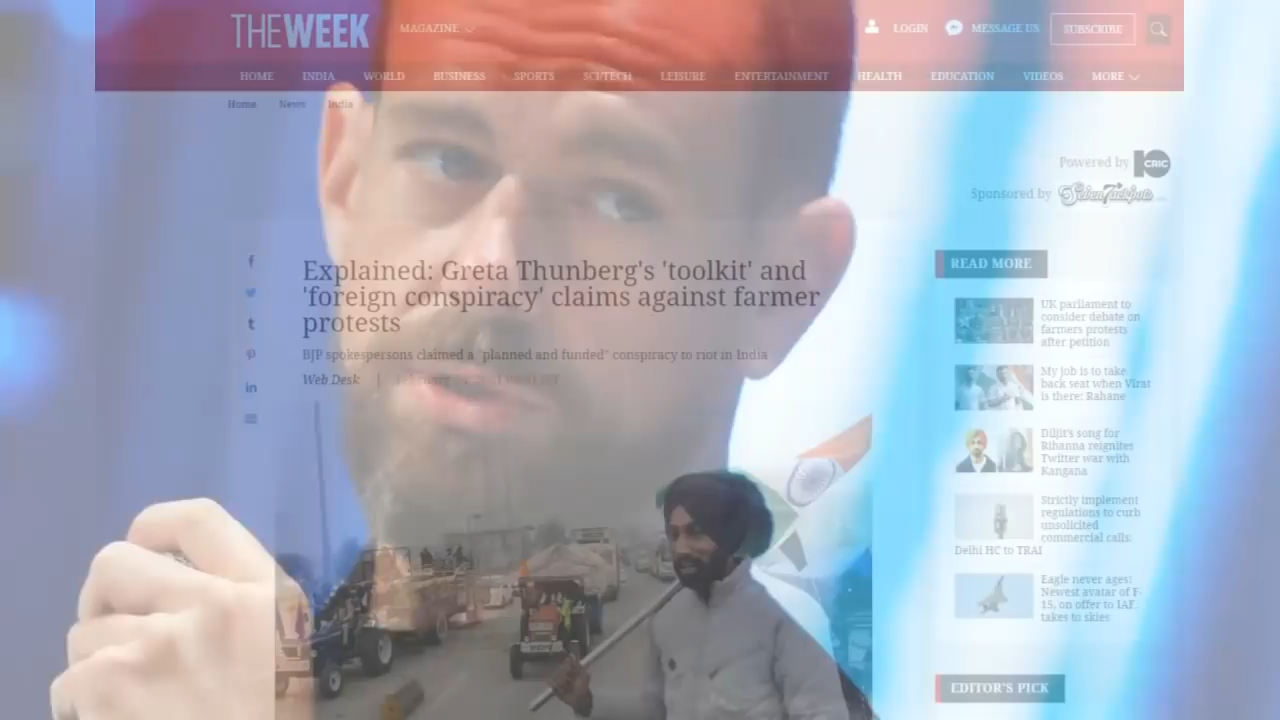 THEWEEK
MAGAZINE
LOGIN
MESSAGE US
SUBSCRIBE
HOME INDIA WORLD BUSINESS SPORTS SCI/TECH LEISURE ENTERTAINMENT HEALTH EDUCATION VIDEOS MORE
Home News India
Powered by 10 CRIC
Sponsored by SevenJackpots
Explained: Greta Thunberg's 'toolkit' and
'foreign conspiracy' claims against farmer
protests
BJP spokespersons claimed a "planned and funded" conspiracy to riot in India
Web Desk |
READ MORE
UK parliament to
consider debate on
farmers protests
after petition
My job is to take
back seat when Virat
is there: Rahane
Diljit's song for
Rihanna reignites
Twitter war with
Kangana
Strictly implement
regulations to curb
unsolicited
commercial calls:
Delhi HC to TRAI
Eagle never ages:
Newest avatar of F-
15, on offer to IAF,
takes to skies
EDITOR'S PICK